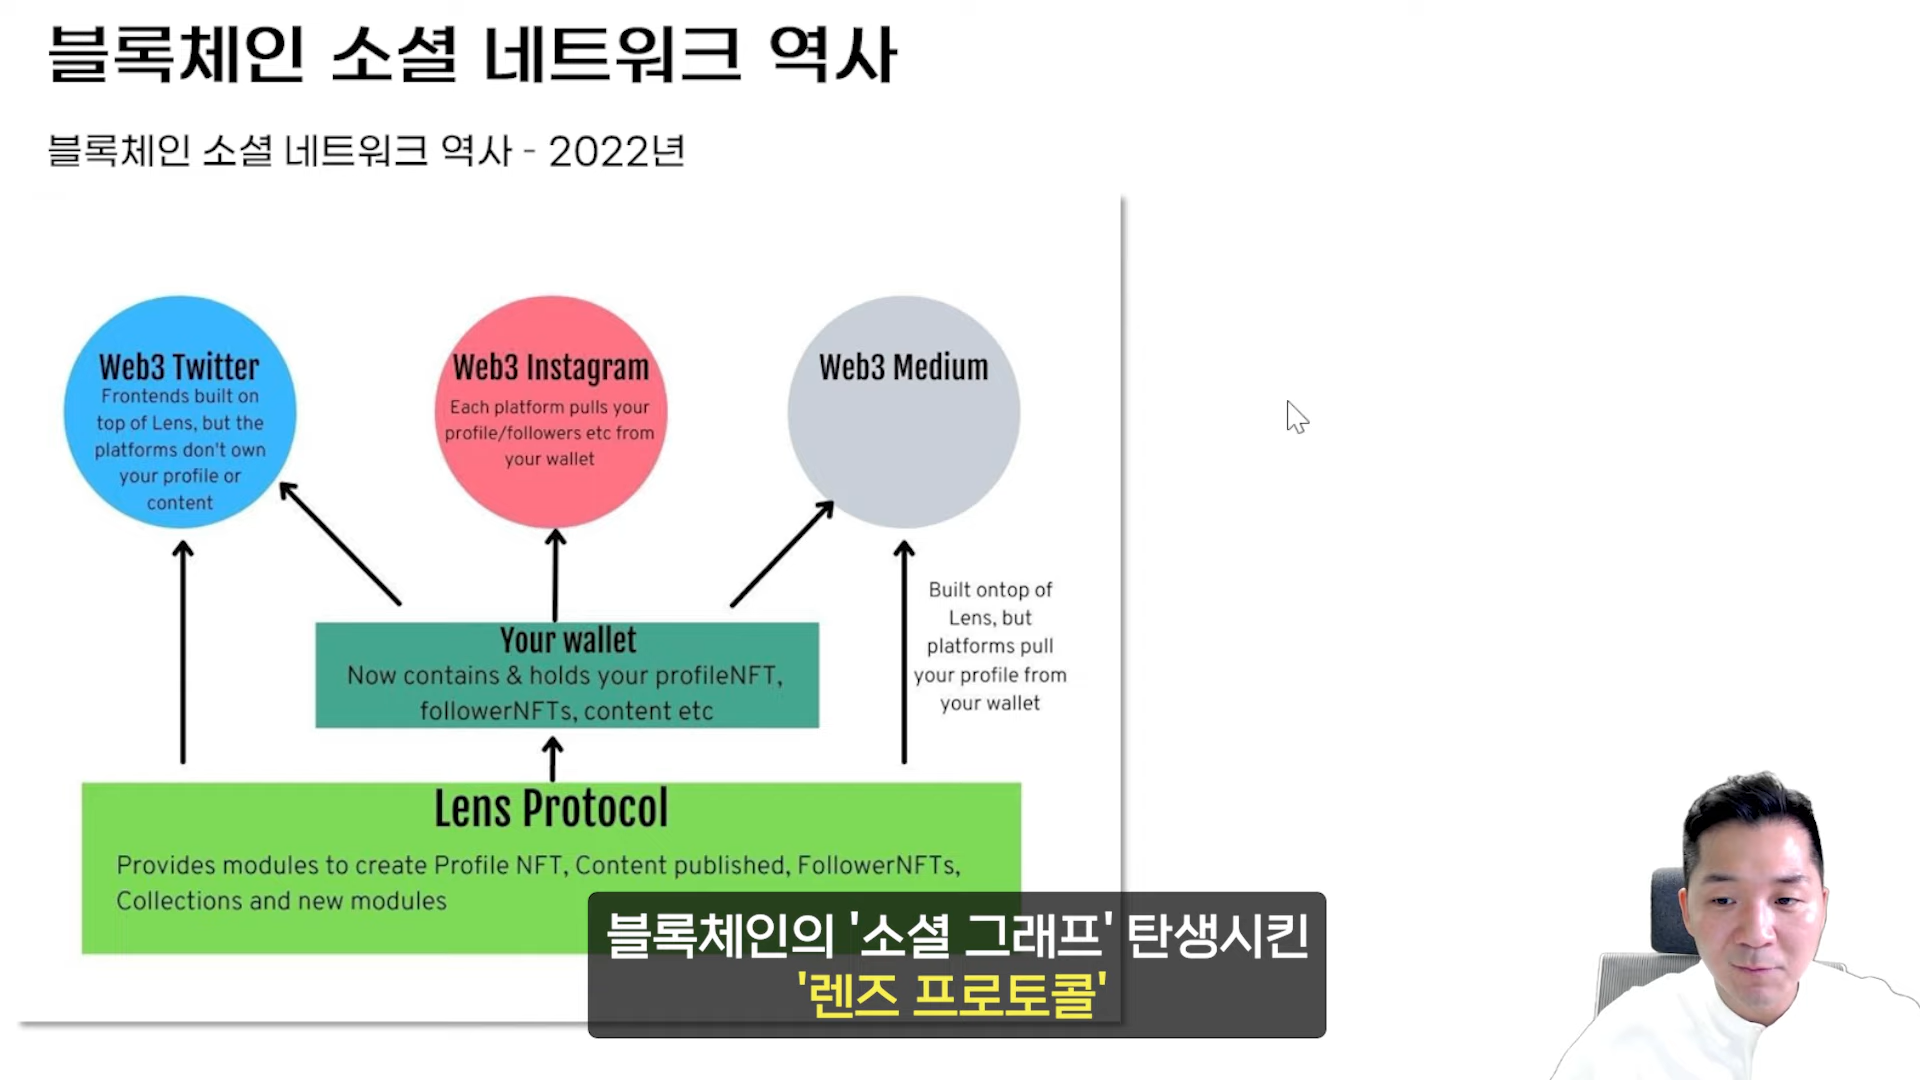 블록체인 소셜 네트워크 역사
블록체인 소셜 네트워크 역사 - 2022년
Web3 Twitter
Frontends built on
top of Lens, but the
platforms don't own
your profile or
content
Web3 Instagram
Each platform pulls your
profile/followers etc from
your wallet
Web3 Medium
Built ontop of
Lens, but
platforms pull
your profile from
your wallet
Your wallet
Now contains & holds your profileNFT,
followerNFTs, content etc
Lens Protocol
Provides modules to create Profile NFT, Content published, FollowerNFTs,
Collections and new modules
블록체인의 '소셜 그래프' 탄생시킨
'렌즈 프로토콜'